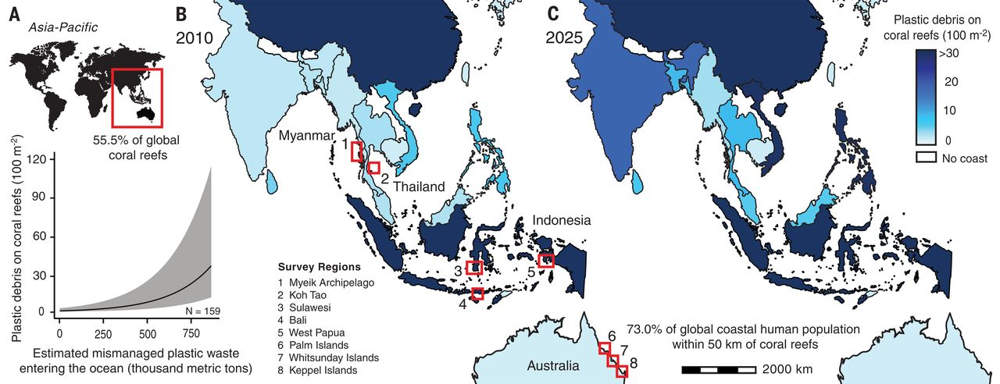 A
Asia-Pacific
55.5% of global
coral reefs
Plastic debris on coral reefs (100 m-2)
120
90
60
30
0
N = 159
0
250
500
750
Estimated mismanaged plastic waste
entering the ocean (thousand metric tons)
B
2010
Myanmar
1
2
Thailand
Indonesia
3
4
5
Survey Regions
1 Myeik Archipelago
2 Koh Tao
3 Sulawesi
4 Bali
5 West Papua
6 Palm Islands
7 Whitsunday Islands
8 Keppel Islands
Australia
6
7
8
C
2025
Plastic debris on
coral reefs (100 m-2)
>30
20
10
0
No coast
73.0% of global coastal human population
within 50 km of coral reefs
2000 km